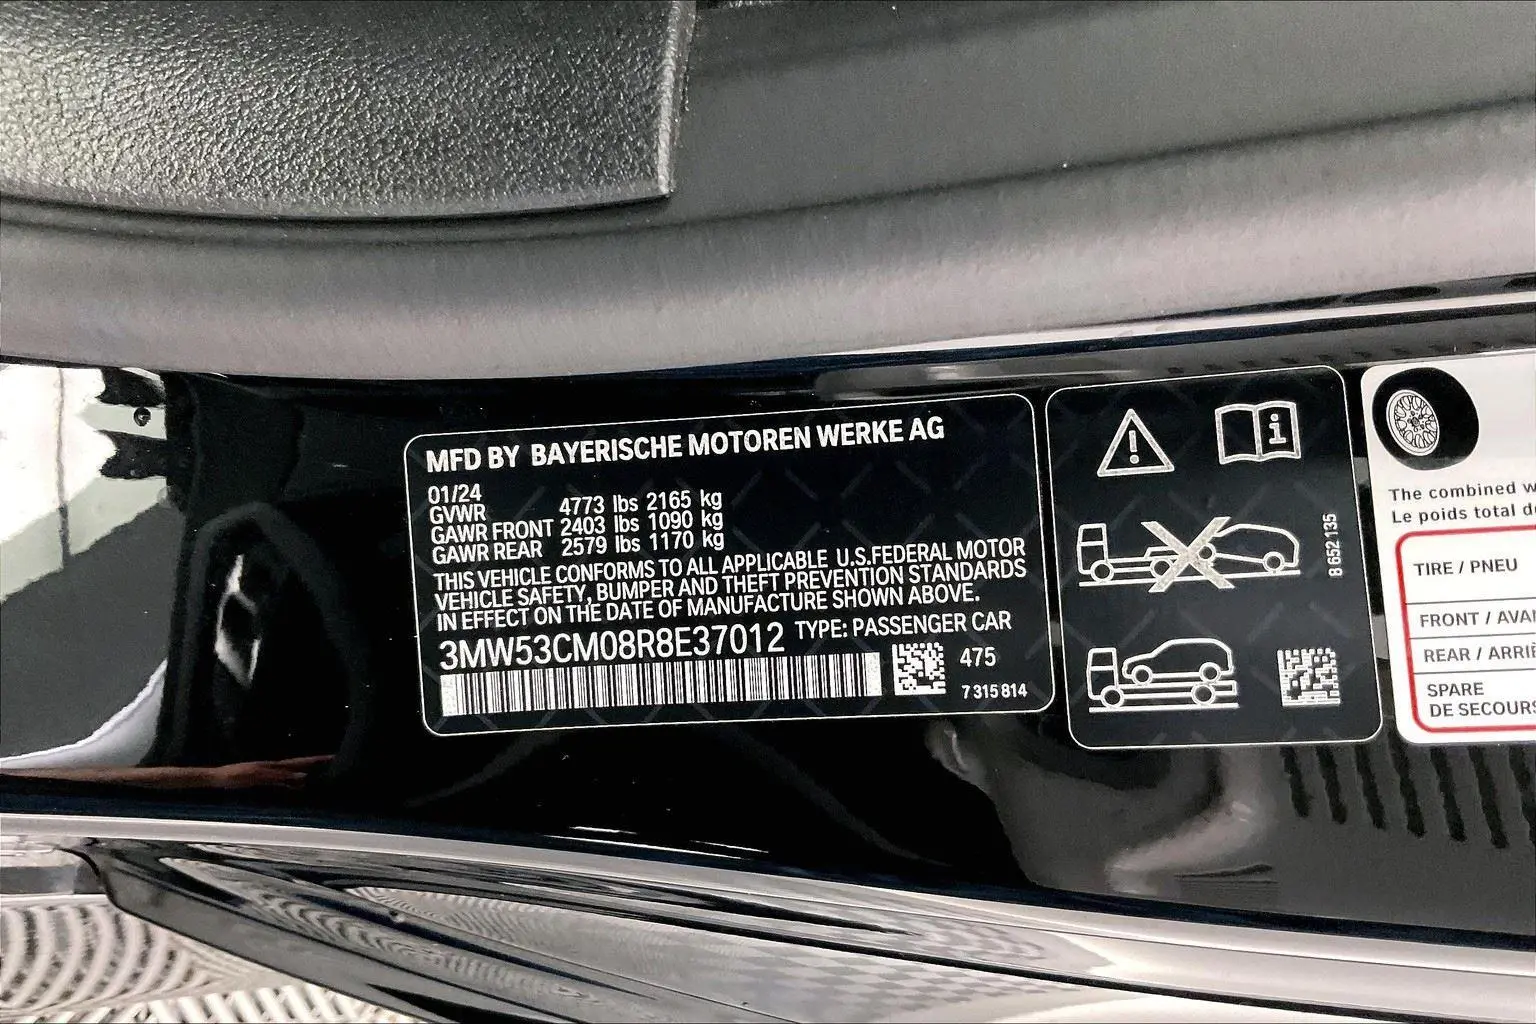 MFD BY BAYERISCHE MOTOREN WERKE AG
01/24
GVWR 4773 lbs 2165 kg
GAWR FRONT 2403 lbs 1090 kg
GAWR REAR 2579 lbs 1170 kg
THIS VEHICLE CONFORMS TO ALL APPLICABLE U.S.FEDERAL MOTOR
VEHICLE SAFETY, BUMPER AND THEFT PREVENTION STANDARDS
IN EFFECT ON THE DATE OF MANUFACTURE SHOWN ABOVE.
3MW53CM08R8E37012 TYPE: PASSENGER CAR
475
7 315 814
8 652 135
The combined
Le poids total
TIRE / PNEU
FRONT /
REAR /
SPARE
DE SECOURS